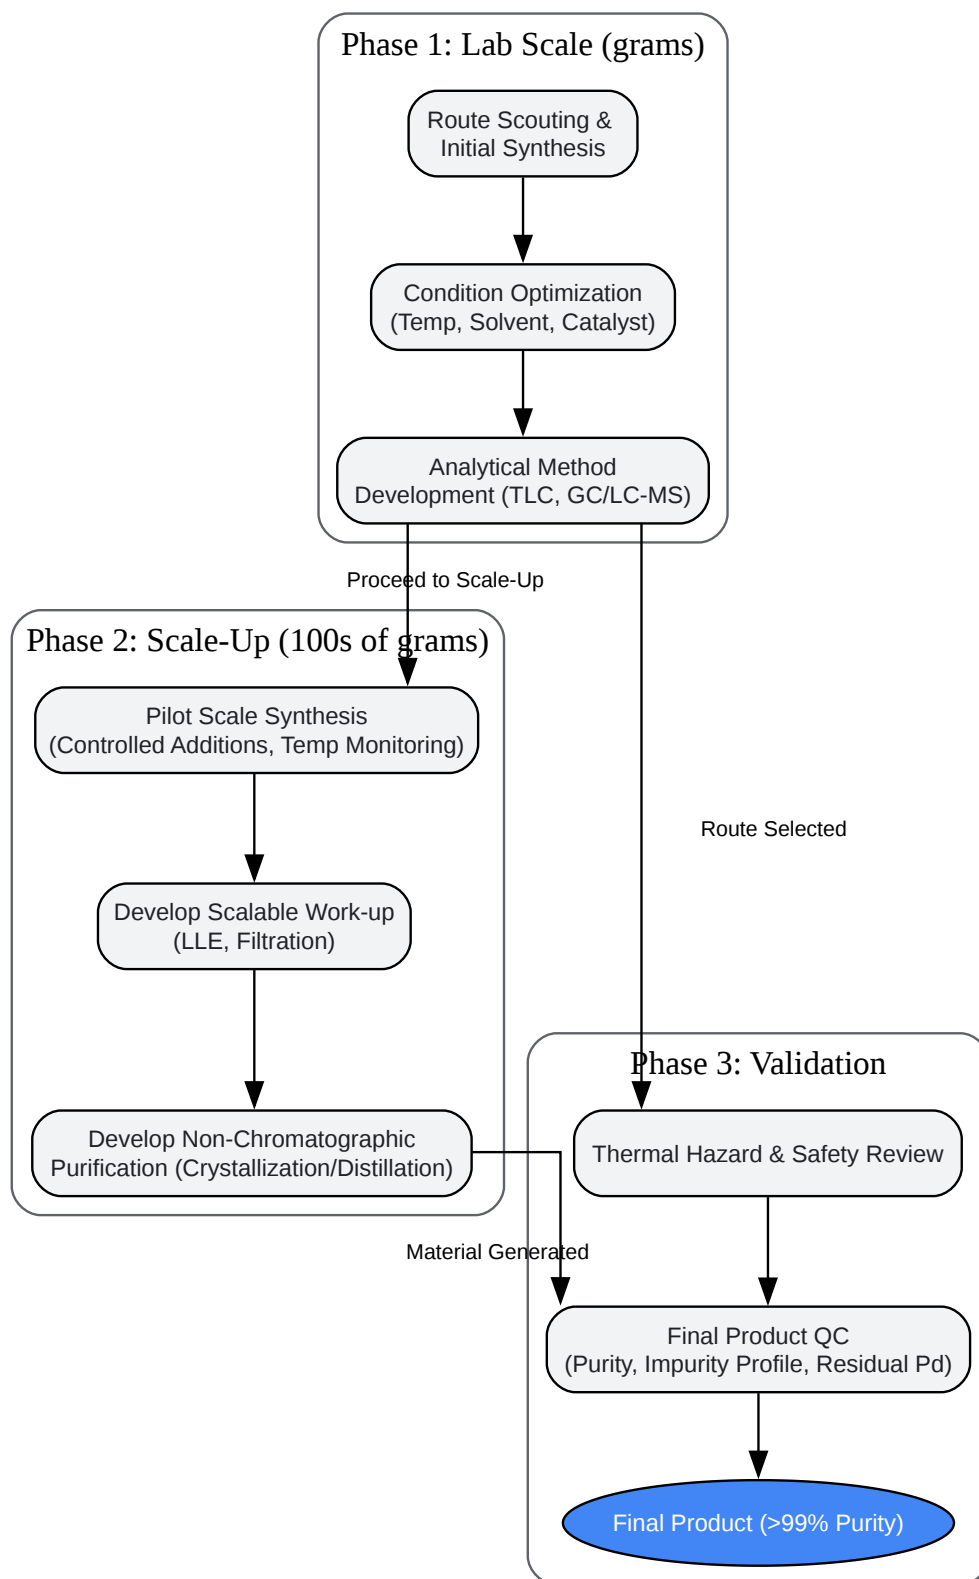 Phase 1: Lab Scale (grams)
Route Scouting &
Initial Synthesis
Condition Optimization
(Temp, Solvent, Catalyst)
Analytical Method
Development (TLC, GC/LC-MS)
Proceed to Scale-Up
Phase 2: Scale-Up (100s of grams)
Pilot Scale Synthesis
(Controlled Additions, Temp Monitoring)
Route Selected
Develop Scalable Work-up
(LLE, Filtration)
Phase 3: Validation
Develop Non-Chromatographic
Purification (Crystallization/Distillation)
Thermal Hazard & Safety Review
Material Generated
Final Product QC
(Purity, Impurity Profile, Residual Pd)
Final Product (>99% Purity)